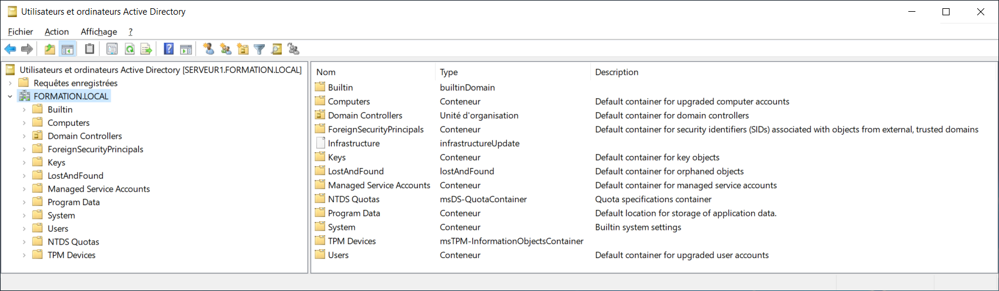 Utilisateurs et ordinateurs Active Directory
Fichier Action Affichage ?
Utilisateurs et ordinateurs Active Directory [SERVEUR1.FORMATION.LOCAL]
Requêtes enregistrées
FORMATION.LOCAL
Builtin
Computers
Domain Controllers
ForeignSecurityPrincipals
Keys
LostAndFound
Managed Service Accounts
Program Data
System
Users
NTDS Quotas
TPM Devices
Nom Type Description
Builtin builtinDomain
Computers Conteneur Default container for upgraded computer accounts
Domain Controllers Unité d'organisation Default container for domain controllers
ForeignSecurityPrincipals Conteneur Default container for security identifiers (SIDs) associated with objects from external, trusted domains
Infrastructure infrastructureUpdate
Keys Conteneur Default container for key objects
LostAndFound lostAndFound Default container for orphaned objects
Managed Service Accounts Conteneur Default container for managed service accounts
NTDS Quotas msDS-QuotaContainer Quota specifications container
Program Data Conteneur Default location for storage of application data.
System Conteneur Builtin system settings
TPM Devices msTPM-InformationObjectsContainer
Users Conteneur Default container for upgraded user accounts